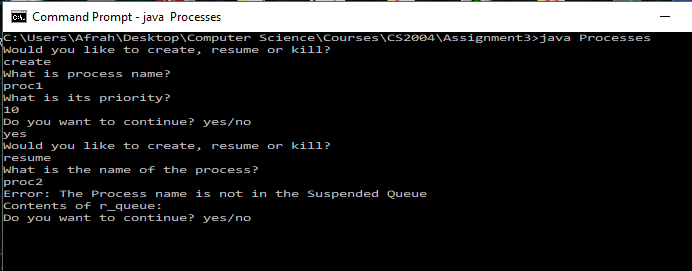 Command Prompt - java  Processes
C:\Users\Afrah\Desktop\Computer Science\Courses\CS2004\Assignment3>java Processes
Would you like to create, resume or kill?
create
What is process name?
proc1
What is its priority?
10
Do you want to continue? yes/no
yes
Would you like to create, resume or kill?
resume
What is the name of the process?
proc2
Error: The Process name is not in the Suspended Queue
Contents of r_queue:
Do you want to continue? yes/no